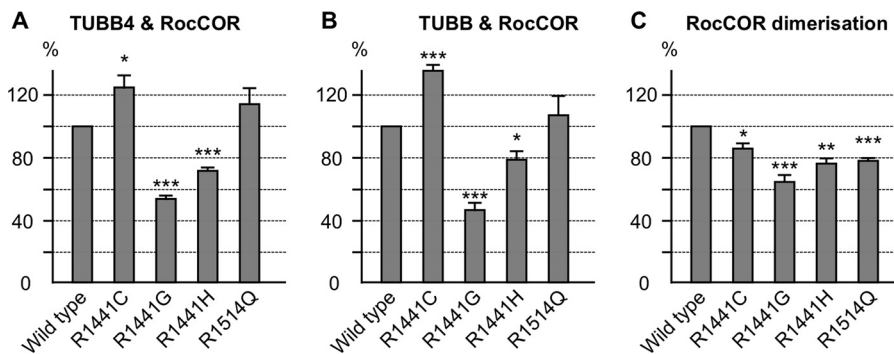 A TUBB4 & RocCOR
%
120
80
40
0
*
***
***
Wild type
R1441C
R1441G
R1441H
R1514Q
B TUBB & RocCOR
%
120
80
40
0
***
***
*
Wild type
R1441C
R1441G
R1441H
R1514Q
C RocCOR dimerisation
%
120
80
40
0
*
***
**
***
Wild type
R1441C
R1441G
R1441H
R1514Q